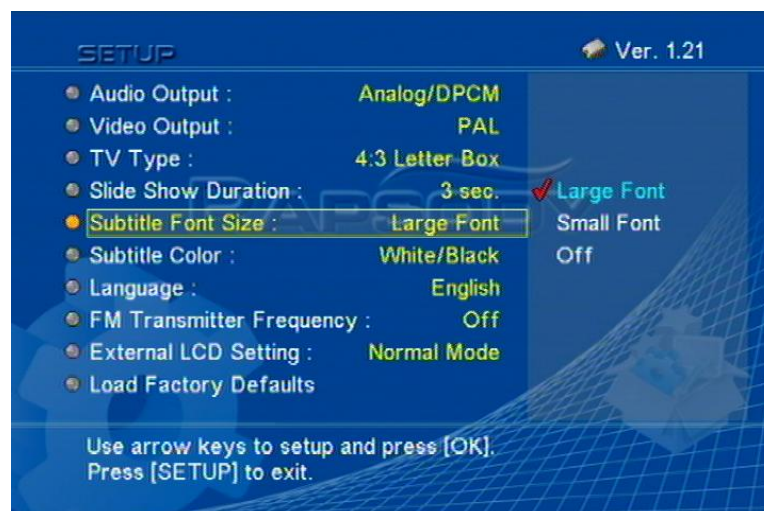 SETUP
Ver. 1.21
Audio Output : Analog/DPCM
Video Output : PAL
TV Type : 4:3 Letter Box
Slide Show Duration : 3 sec.
Subtitle Font Size : Large Font
Subtitle Color : White/Black
Language : English
FM Transmitter Frequency : Off
External LCD Setting : Normal Mode
Load Factory Defaults
Large Font
Small Font
Off
RAPSODY
Use arrow keys to setup and press [OK].
Press [SETUP] to exit.